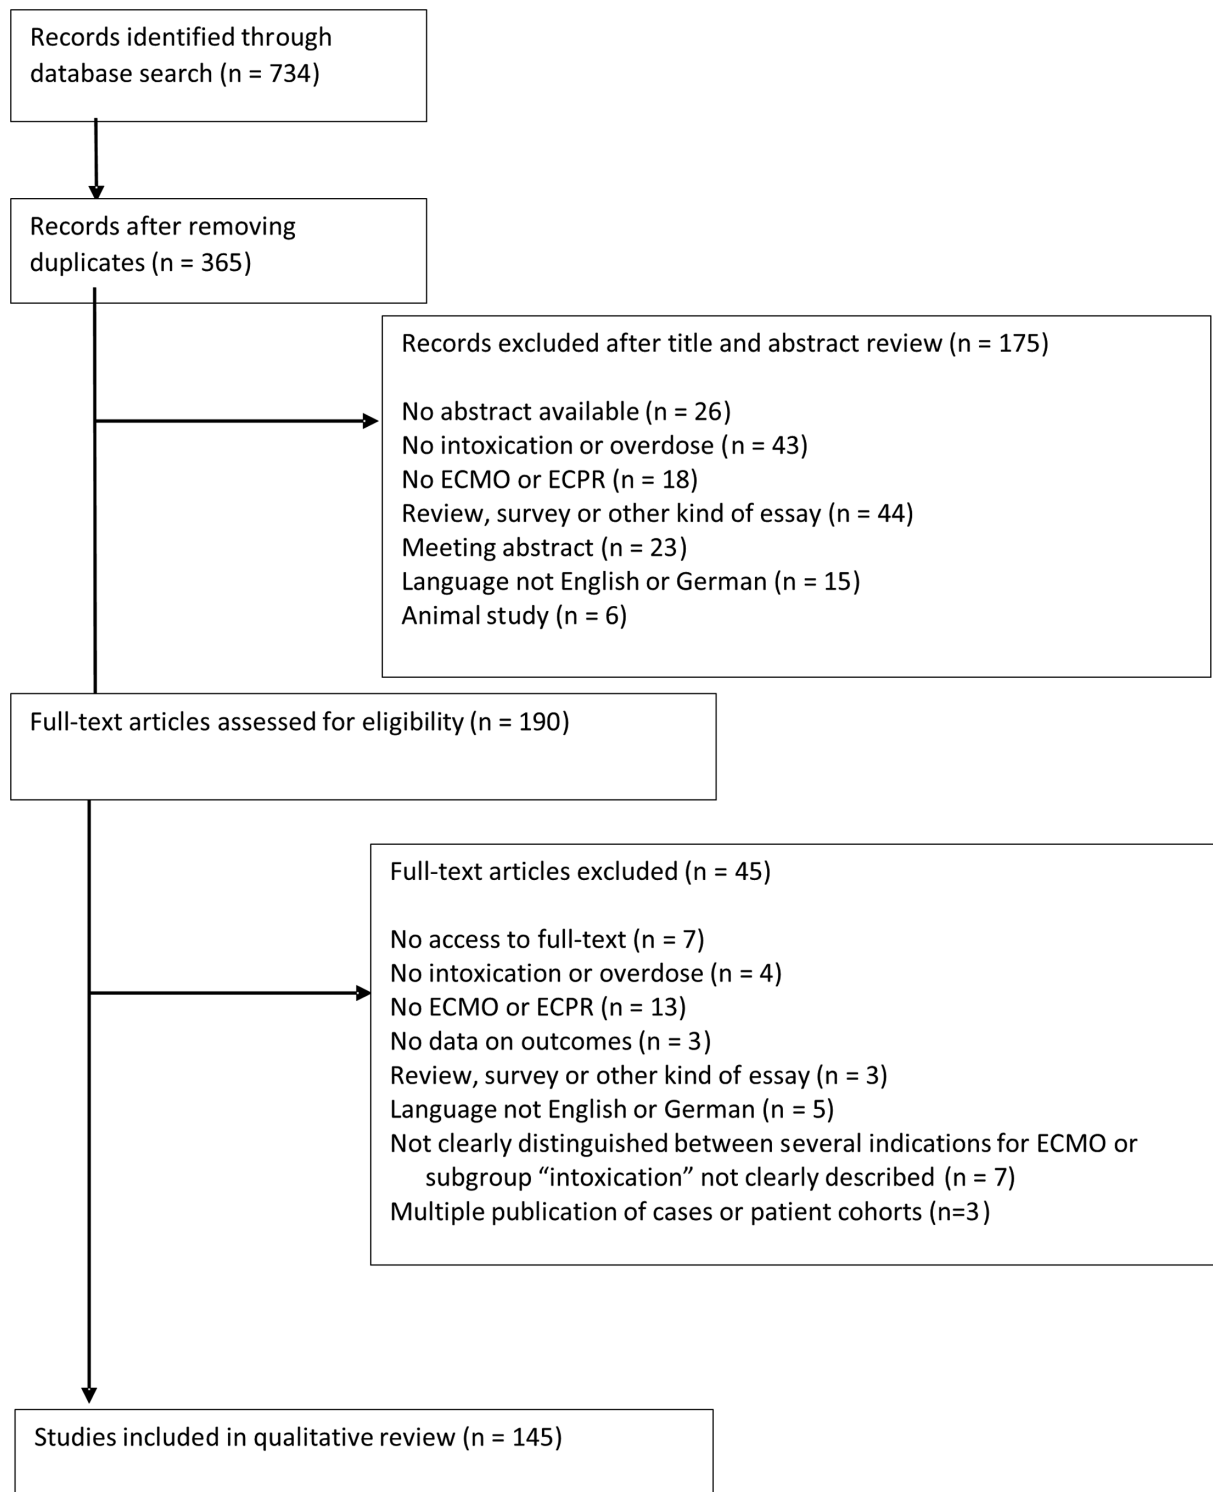 Records identified through
database search (n = 734)
Records after removing
duplicates (n = 365)
Records excluded after title and abstract review (n = 175)
No abstract available (n = 26)
No intoxication or overdose (n = 43)
No ECMO or ECPR (n = 18)
Review, survey or other kind of essay (n = 44)
Meeting abstract (n = 23)
Language not English or German (n = 15)
Animal study (n = 6)
Full-text articles assessed for eligibility (n = 190)
Full-text articles excluded (n = 45)
No access to full-text (n = 7)
No intoxication or overdose (n = 4)
No ECMO or ECPR (n = 13)
No data on outcomes (n = 3)
Review, survey or other kind of essay (n = 3)
Language not English or German (n = 5)
Not clearly distinguished between several indications for ECMO or
subgroup “intoxication” not clearly described (n = 7)
Multiple publication of cases or patient cohorts (n=3)
Studies included in qualitative review (n = 145)